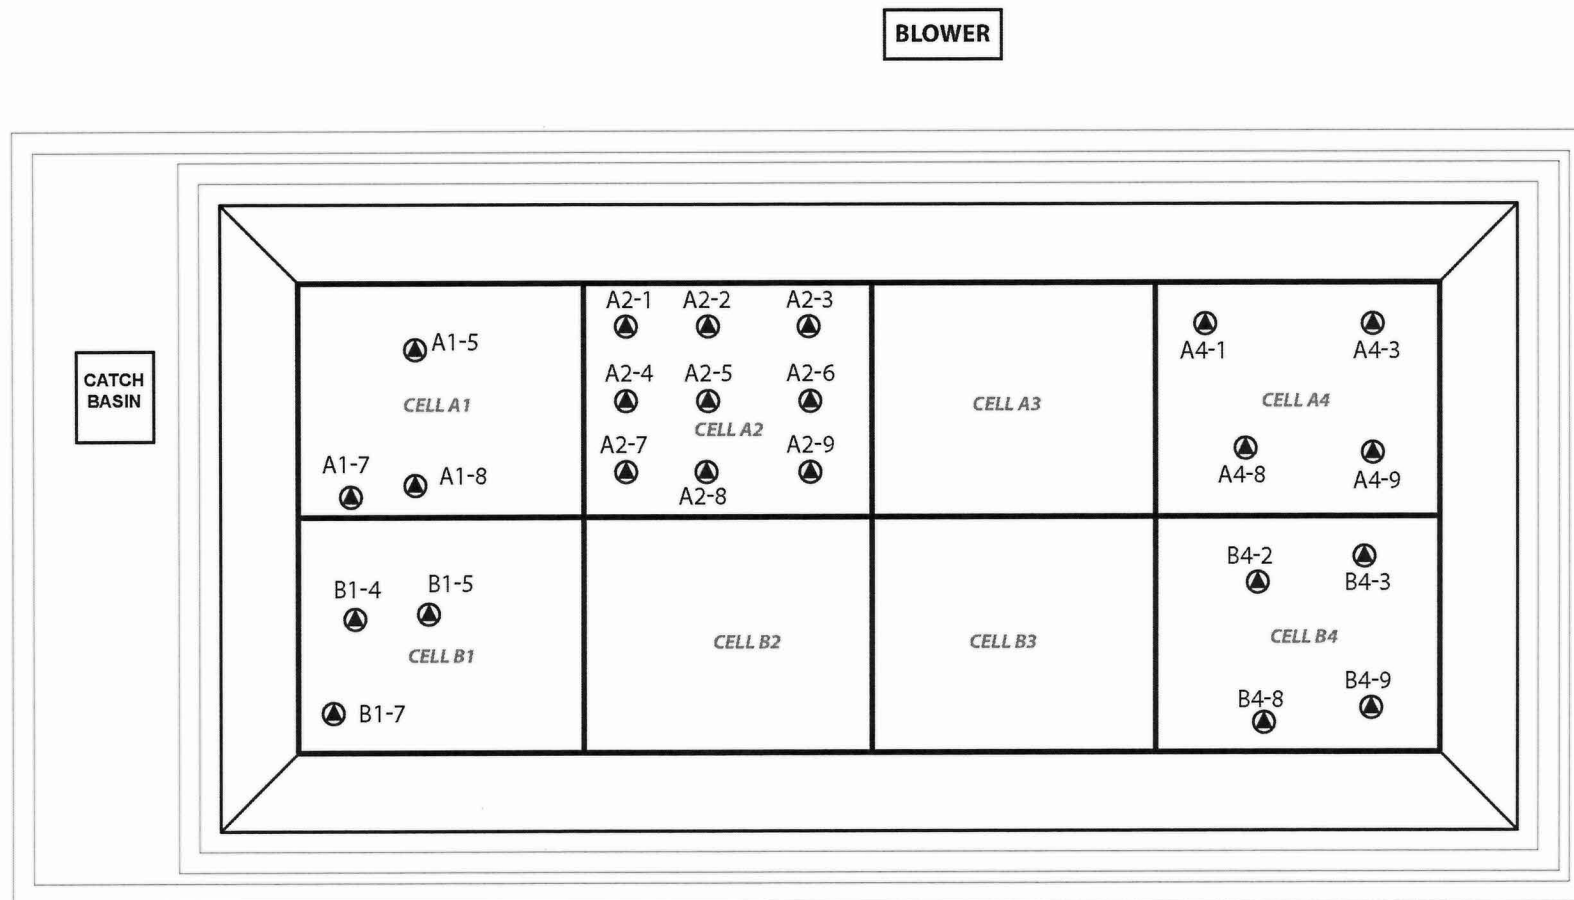 BLOWER
A2-1
A2-2
A2-3
A1-5
A4-1
A4-3
CATCH
BASIN
A2-4
A2-5
A2-6
CELL A1
CELL A3
CELL A4
CELL A2
A2-7
A2-9
A1-7
A1-8
A2-8
A4-8
A4-9
B4-2
B4-3
B1-4
B1-5
CELL B1
CELL B2
CELL B3
CELL B4
B4-9
B4-8
B1-7